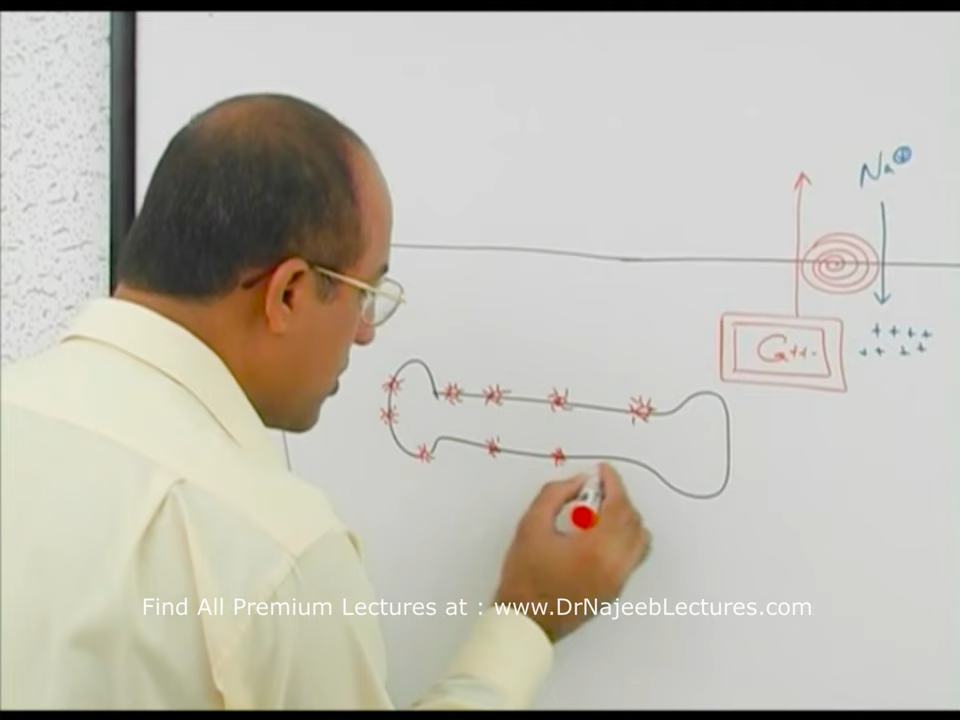 Na⊕
Ca++
++++
++ ++
Find All Premium Lectures at : www.DrNajeebLectures.com